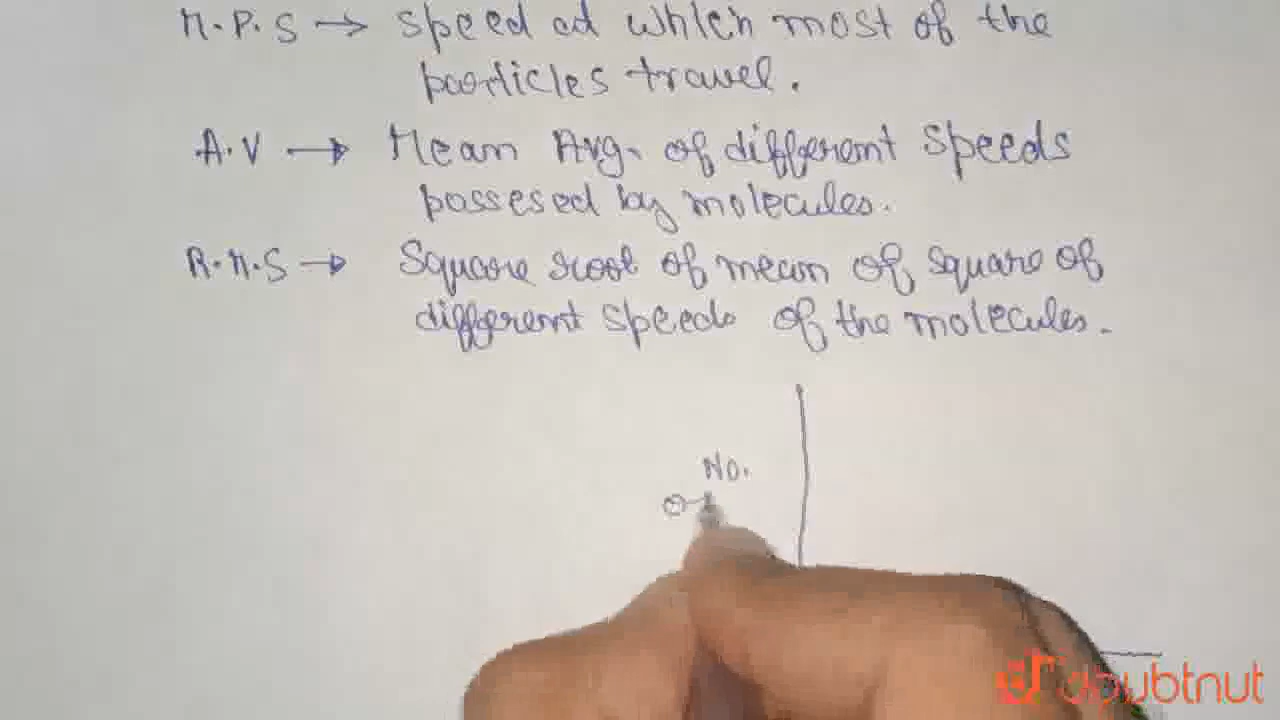 M.P.S → Speed ad which most of the
particles travel.
A.V → Mean Avg. of different speeds
possesed by molecules.
R.M.S → Square root of mean of square of
different speeds of the molecules.
No.
of
doubtnut